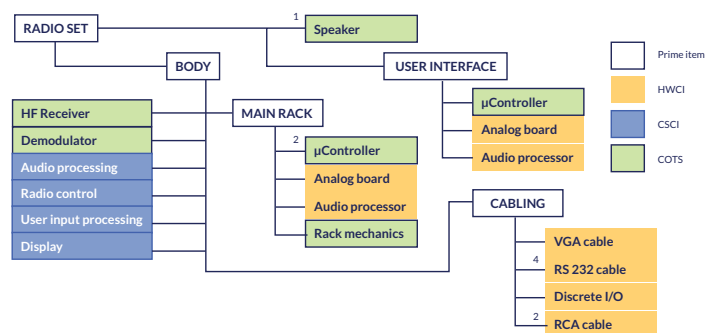 RADIO SET
1
Speaker
BODY
USER INTERFACE
Prime item
HWCI
CSCI
COTS
HF Receiver
Demodulator
Audio processing
Radio control
User input processing
Display
MAIN RACK
2
µController
Analog board
Audio processor
Rack mechanics
µController
Analog board
Audio processor
CABLING
VGA cable
4
RS 232 cable
Discrete I/O
2
RCA cable